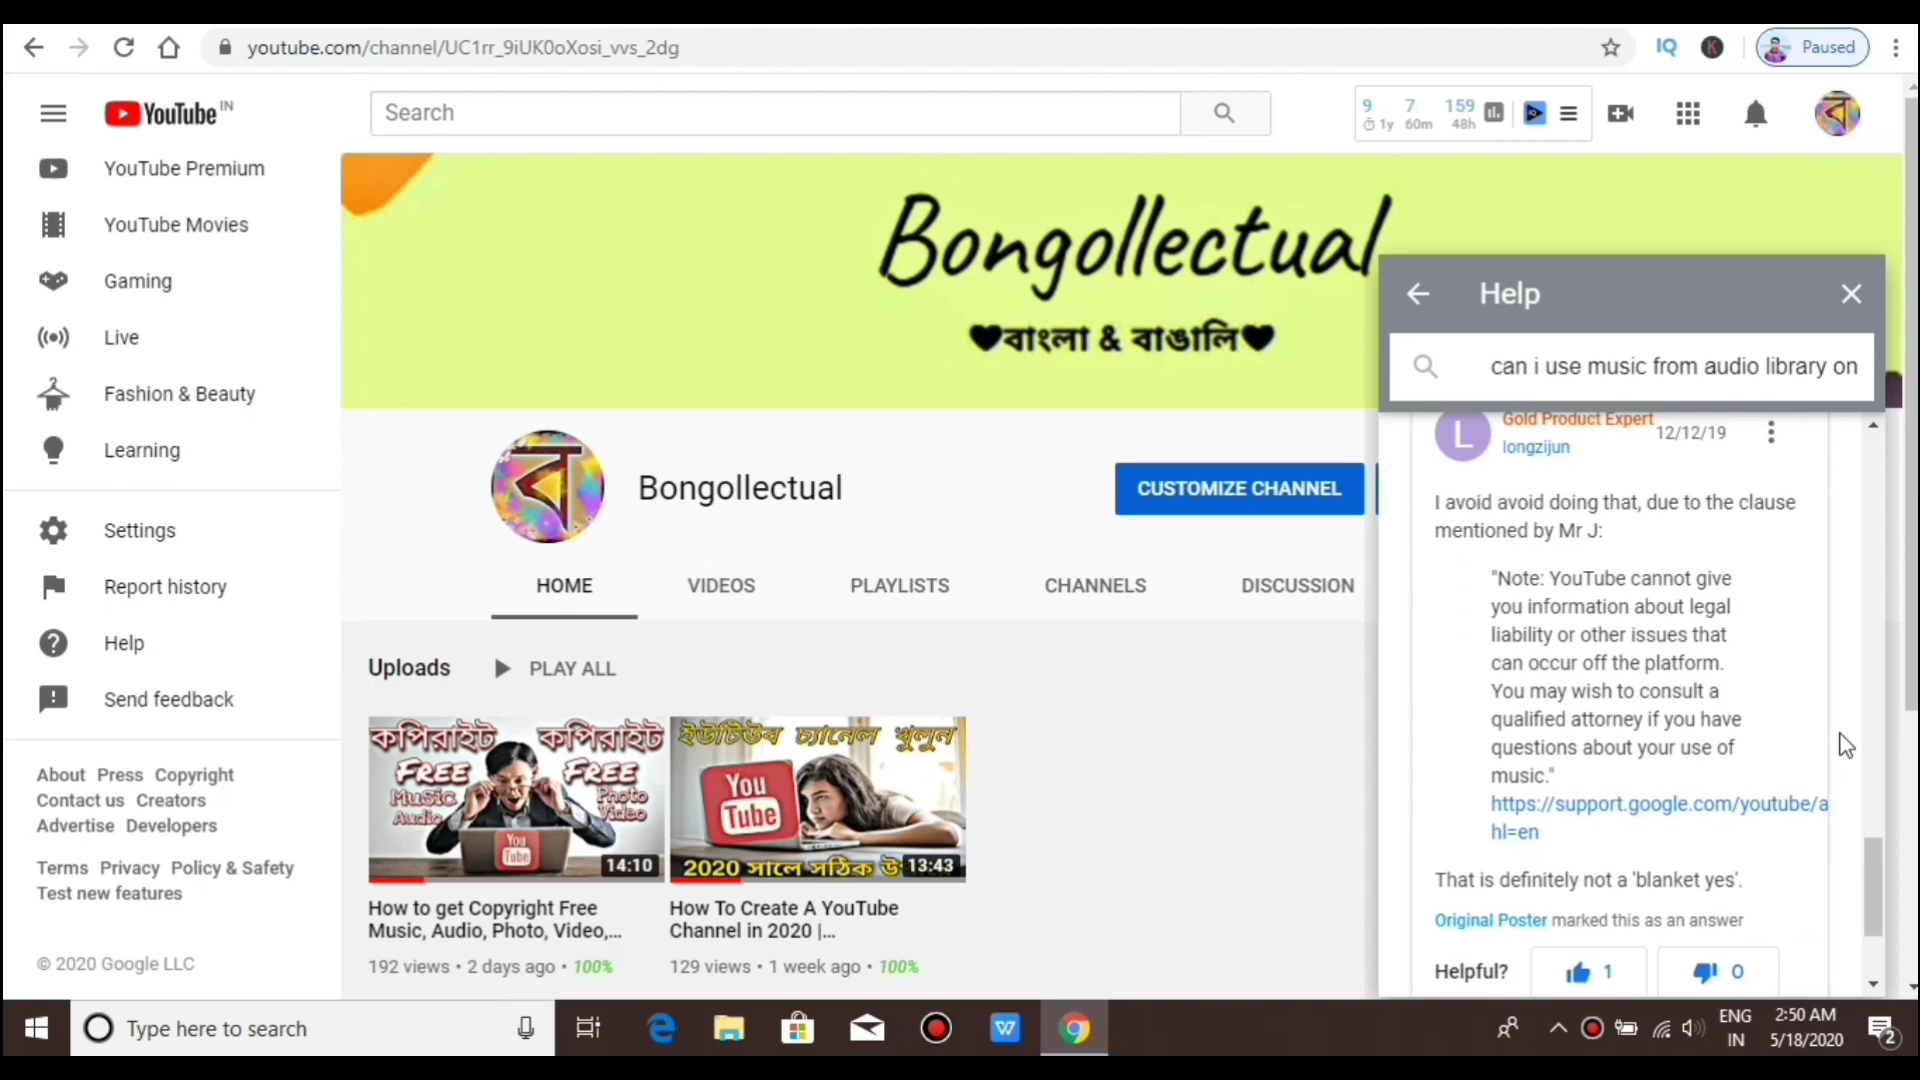 youtube.com/channel/UC1rr_9iUK0oXosi_vvs_2dg
IQ
K
Paused
YouTube IN
Search
9 7 159
1y 60m 48h
YouTube Premium
YouTube Movies
Gaming
Live
Fashion & Beauty
Learning
Settings
Report history
Help
Send feedback
About Press Copyright
Contact us Creators
Advertise Developers
Terms Privacy Policy & Safety
Test new features
© 2020 Google LLC
Bongollectual
বাংলা & বাঙালি
ব
Bongollectual
CUSTOMIZE CHANNEL
HOME VIDEOS PLAYLISTS CHANNELS DISCUSSION
Uploads PLAY ALL
কপিরাইট কপিরাইট
FREE FREE
Music Photo
Audio Video
You
Tube
14:10
How to get Copyright Free
Music, Audio, Photo, Video,...
192 views • 2 days ago • 100%
ইউটিউব চ্যানেল খুলুন
You
Tube
2020 সালে সঠিক উ
13:43
How To Create A YouTube
Channel in 2020 |...
129 views • 1 week ago • 100%
Help
can i use music from audio library on
L
Gold Product Expert
longzijun
12/12/19
I avoid avoid doing that, due to the clause
mentioned by Mr J:
"Note: YouTube cannot give
you information about legal
liability or other issues that
can occur off the platform.
You may wish to consult a
qualified attorney if you have
questions about your use of
music."
https://support.google.com/youtube/a
hl=en
That is definitely not a 'blanket yes'.
Original Poster marked this as an answer
Helpful? 1 0
Type here to search
W
ENG
IN
2:50 AM
5/18/2020
2